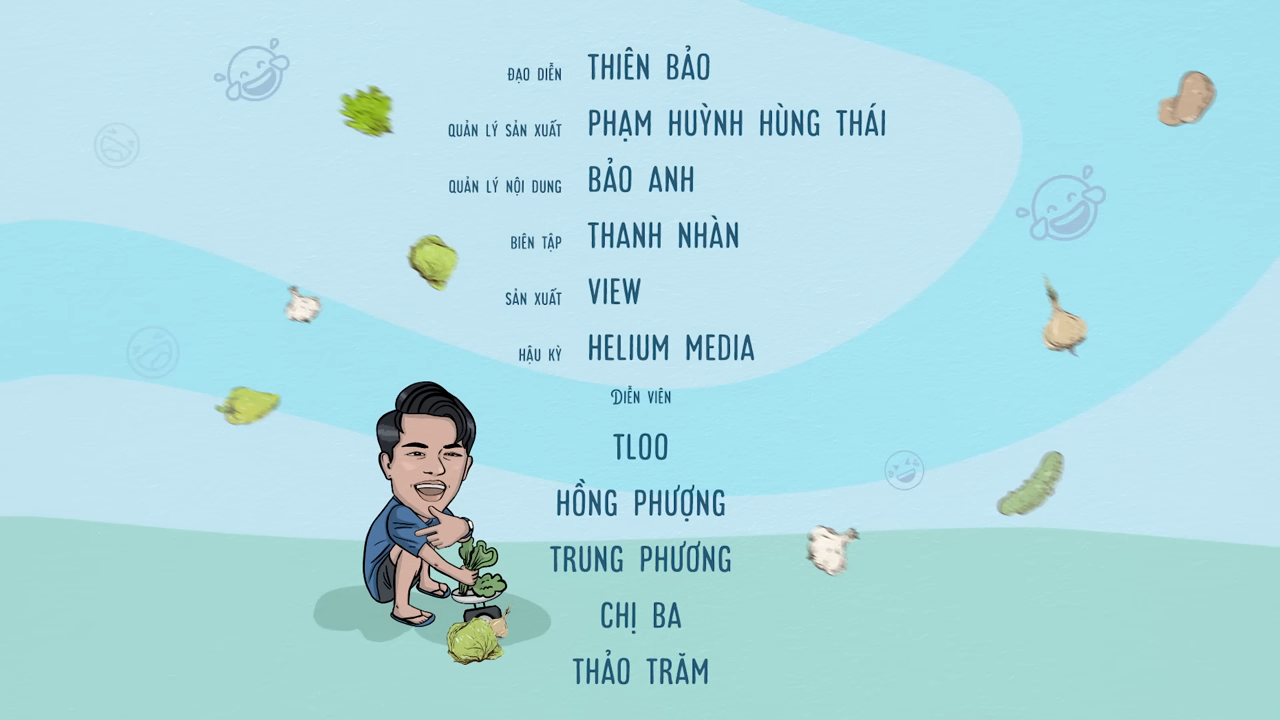 ĐẠO DIỄN THIÊN BẢO
QUẢN LÝ SẢN XUẤT PHẠM HUỲNH HÙNG THÁI
QUẢN LÝ NỘI DUNG BẢO ANH
BIÊN TẬP THANH NHÀN
SẢN XUẤT VIEW
HẬU KỲ HELIUM MEDIA
DIỄN VIÊN
TLOO
HỒNG PHƯỢNG
TRUNG PHƯƠNG
CHỊ BA
THẢO TRĂM